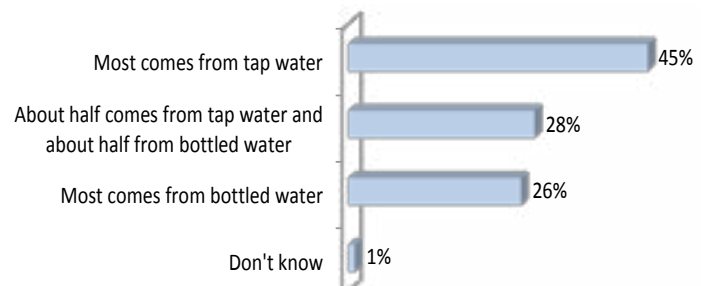 Most comes from tap water
45%
About half comes from tap water and
about half from bottled water
28%
Most comes from bottled water
26%
Don't know
1%